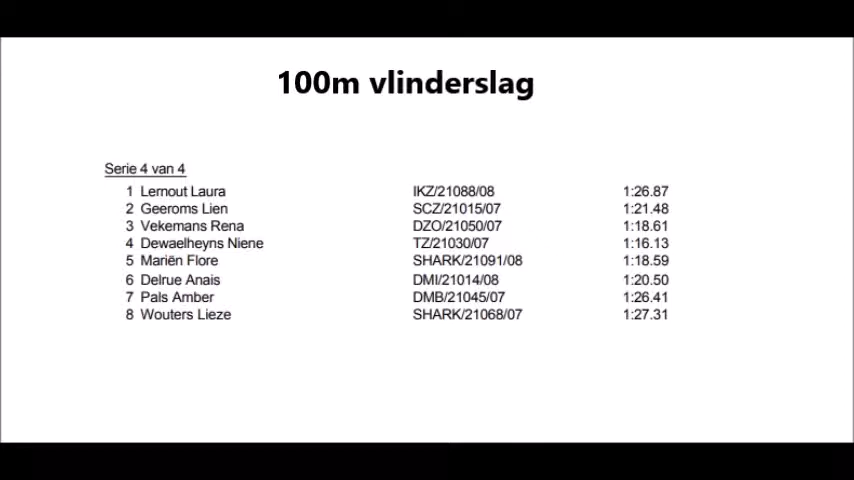 100m vlinderslag
Serie 4 van 4
1 Lernout Laura IKZ/21088/08 1:26.87
2 Geeroms Lien SCZ/21015/07 1:21.48
3 Vekemans Rena DZO/21050/07 1:18.61
4 Dewaelheyns Niene TZ/21030/07 1:16.13
5 Mariën Flore SHARK/21091/08 1:18.59
6 Delrue Anais DMI/21014/08 1:20.50
7 Pals Amber DMB/21045/07 1:26.41
8 Wouters Lieze SHARK/21068/07 1:27.31